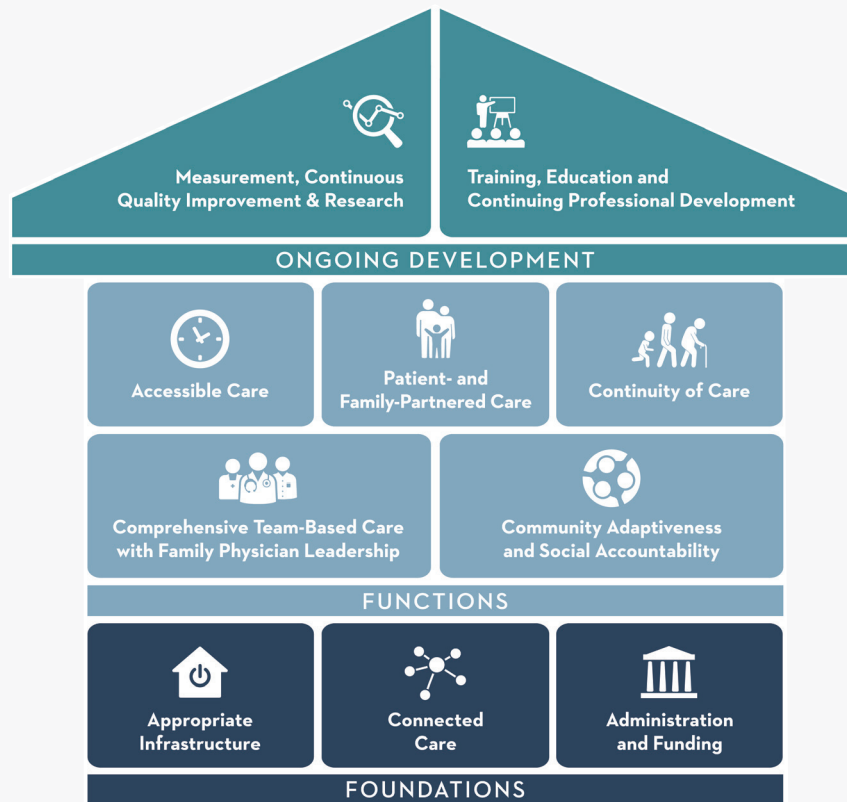 Measurement, Continuous
Quality Improvement & Research
Training, Education and
Continuing Professional Development
ONGOING DEVELOPMENT
Accessible Care
Patient- and
Family-Partnered Care
Continuity of Care
Comprehensive Team-Based Care
with Family Physician Leadership
Community Adaptiveness
and Social Accountability
FUNCTIONS
Appropriate
Infrastructure
Connected
Care
Administration
and Funding
FOUNDATIONS